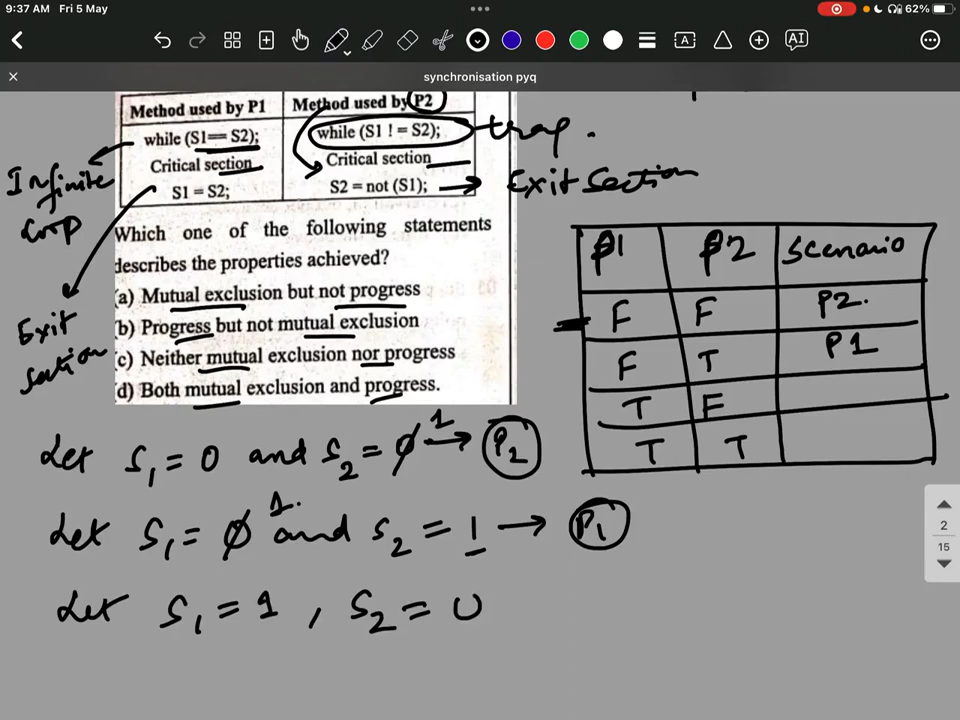 9:37 AM Fri 5 May
62%
A
AI
synchronisation pyq
Method used by P1 Method used by P2
while (S1== S2); while (S1 != S2);
Critical section Critical section
S1 = S2; S2 = not (S1);
trap.
Exit Section
Infinite
loop
Exit
section
Which one of the following statements
describes the properties achieved?
(a) Mutual exclusion but not progress
(b) Progress but not mutual exclusion
(c) Neither mutual exclusion nor progress
(d) Both mutual exclusion and progress.
P1 P2 Scenario
F F P2.
F T P1
T F
T T
Let S1 = 0 and S2 = 0 1 → P2
Let S1 = 0 1. and S2 = 1 → P1
Let S1 = 1, S2 = 0
2
15